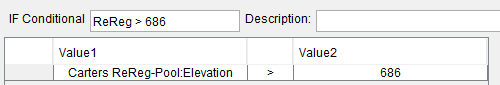 IF Conditional ReReg > 686 Description:
Value1 Value2
Carters ReReg-Pool:Elevation > 686